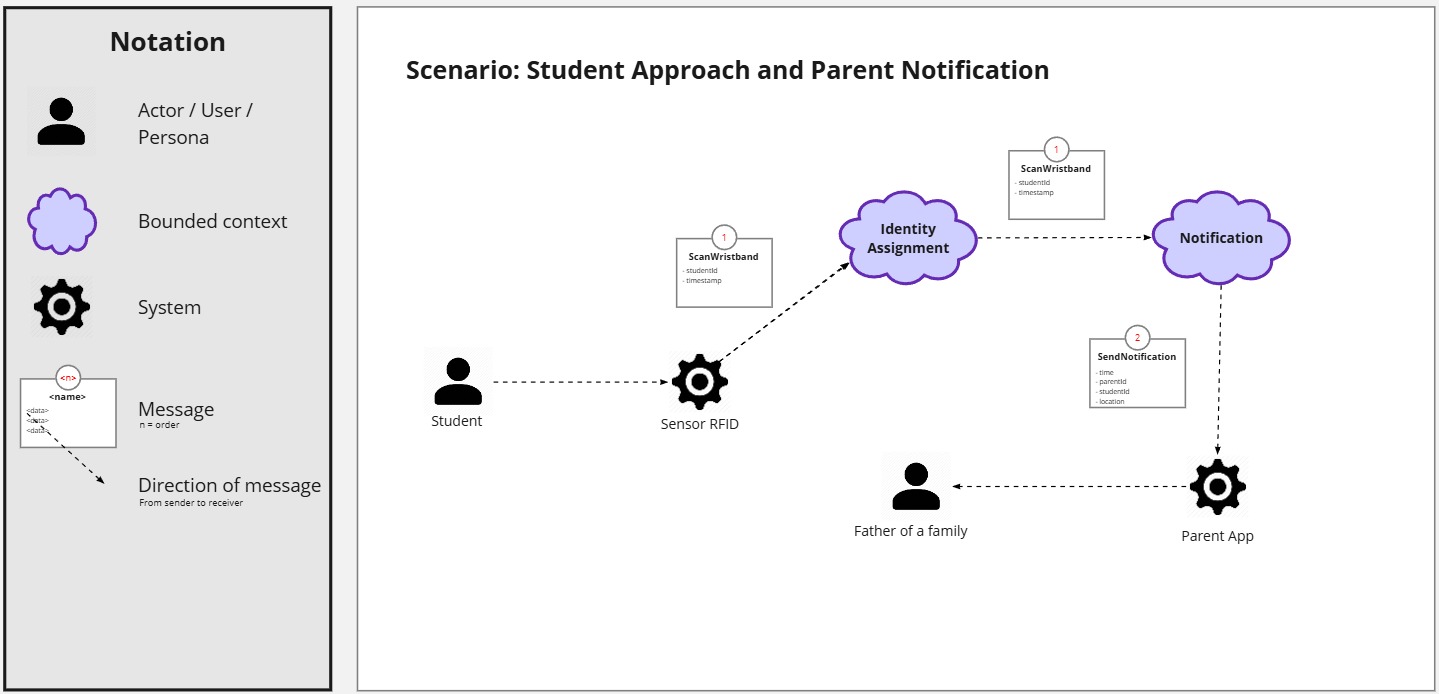 Notation
Actor / User /
Persona
Bounded context
System
<n>
<name>
<data>
<data>
<data>
Message
n = order
Direction of message
From sender to receiver
Scenario: Student Approach and Parent Notification
1
ScanWristband
- studentId
- timestamp
Identity
Assignment
Notification
1
ScanWristband
- studentId
- timestamp
Student
Sensor RFID
2
SendNotification
- time
- parentId
- studentId
- location
Father of a family
Parent App